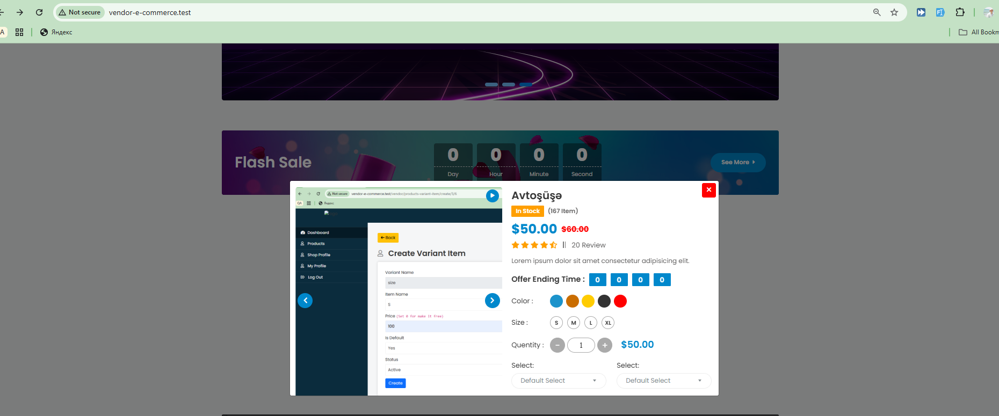 Not secure
vendor-e-commerce.test
A
Яндекс
All Bookm
Flash Sale
0 0 0 0
Day Hour Minute Second
See More
Not secure vendor-e-commerce.test/vendor/products-variant-item/create/3/6
QA
Яндекс
Dashboard
Products
Shop Profile
My Profile
Log Out
Back
Create Variant Item
Variant Name
size
Item Name
S
Price (Set 0 for make it free)
100
Is Default
Yes
Status
Active
Create
Avtoşüşə
In Stock (167 Item)
$50.00 $60.00
20 Review
Lorem ipsum dolor sit amet consectetur adipisicing elit.
Offer Ending Time : 0 0 0 0
Color :
Size : S M L XL
Quentity : − 1 + $50.00
Select: Select:
Default Select Default Select